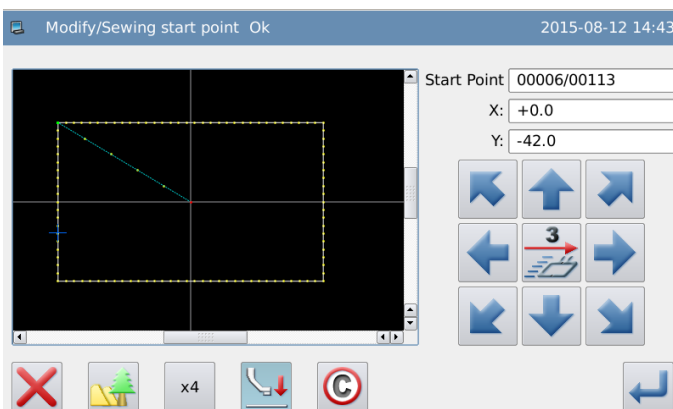 Modify/Sewing start point Ok 2015-08-12 14:43
Start Point 00006/00113
X: +0.0
Y: -42.0
3
x4
C